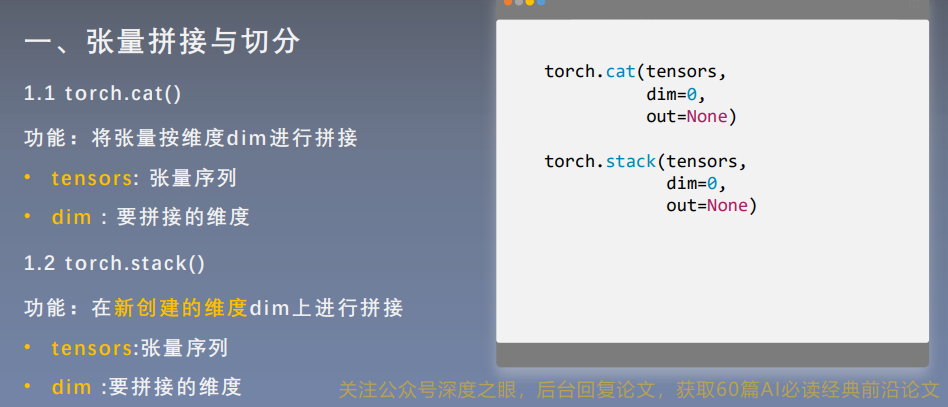 一、张量拼接与切分
1.1 torch.cat()
功能：将张量按维度dim进行拼接
• tensors: 张量序列
• dim : 要拼接的维度
1.2 torch.stack()
功能：在新创建的维度dim上进行拼接
• tensors:张量序列
• dim :要拼接的维度
torch.cat(tensors,
dim=0,
out=None)
torch.stack(tensors,
dim=0,
out=None)
关注公众号深度之眼，后台回复论文，获取60篇AI必读经典前沿论文